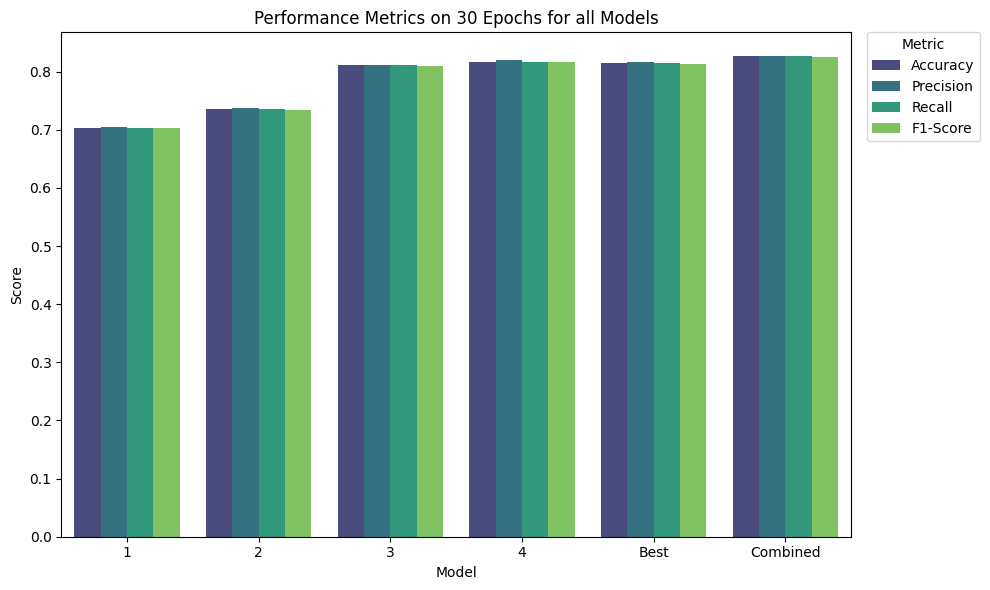 Performance Metrics on 30 Epochs for all Models
Metric
Accuracy
Precision
Recall
F1-Score
Score
0.8
0.7
0.6
0.5
0.4
0.3
0.2
0.1
0.0
1 2 3 4 Best Combined
Model